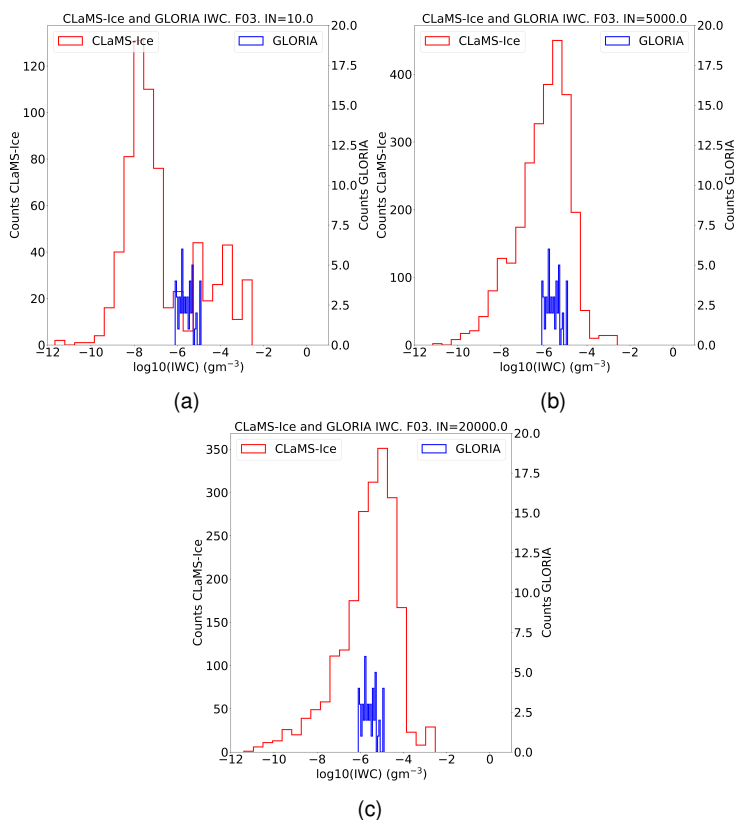 CLaMS-Ice and GLORIA IWC. F03. IN=10.0
CLaMS-Ice
GLORIA
Counts CLaMS-Ice
0
20
40
60
80
100
120
0.0
2.5
5.0
7.5
10.0
12.5
15.0
17.5
20.0
Counts GLORIA
−12 −10 −8 −6 −4 −2 0
log10(IWC) (gm⁻³)
(a)
CLaMS-Ice and GLORIA IWC. F03. IN=5000.0
CLaMS-Ice
GLORIA
Counts CLaMS-Ice
0
100
200
300
400
0.0
2.5
5.0
7.5
10.0
12.5
15.0
17.5
20.0
Counts GLORIA
−12 −10 −8 −6 −4 −2 0
log10(IWC) (gm⁻³)
(b)
CLaMS-Ice and GLORIA IWC. F03. IN=20000.0
CLaMS-Ice
GLORIA
Counts CLaMS-Ice
0
50
100
150
200
250
300
350
0.0
2.5
5.0
7.5
10.0
12.5
15.0
17.5
20.0
Counts GLORIA
−12 −10 −8 −6 −4 −2 0
log10(IWC) (gm⁻³)
(c)